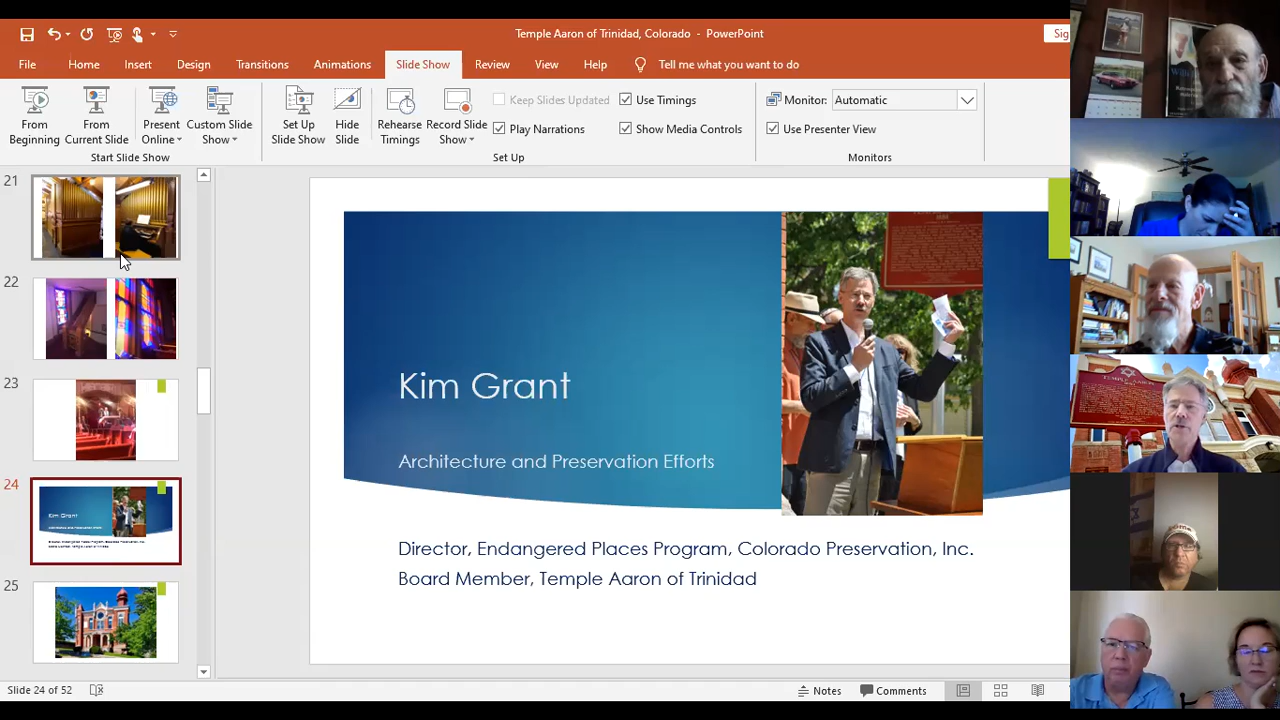 Temple Aaron of Trinidad, Colorado - PowerPoint
Sig
File Home Insert Design Transitions Animations Slide Show Review View Help Tell me what you want to do
From Beginning
From Current Slide
Present Online
Custom Slide Show
Start Slide Show
Set Up Slide Show
Hide Slide
Rehearse Timings
Record Slide Show
Keep Slides Updated
Play Narrations
Use Timings
Show Media Controls
Set Up
Monitor: Automatic
Use Presenter View
Monitors
21
22
23
24
Kim Grant
25
Kim Grant
Architecture and Preservation Efforts
Director, Endangered Places Program, Colorado Preservation, Inc.
Board Member, Temple Aaron of Trinidad
TEMPLE AARON
Slide 24 of 52
Notes
Comments